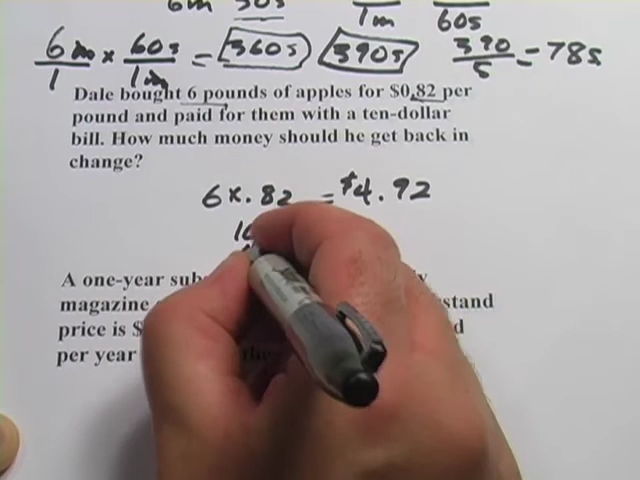 6m 30s
1m 60s
6m/1 × 60s/1m = 360s 390s 390/5 = 78s
Dale bought 6 pounds of apples for $0.82 per
pound and paid for them with a ten-dollar
bill. How much money should he get back in
change?
6 x .82 = $4.92
A one-year
magazine
price is $
per year the